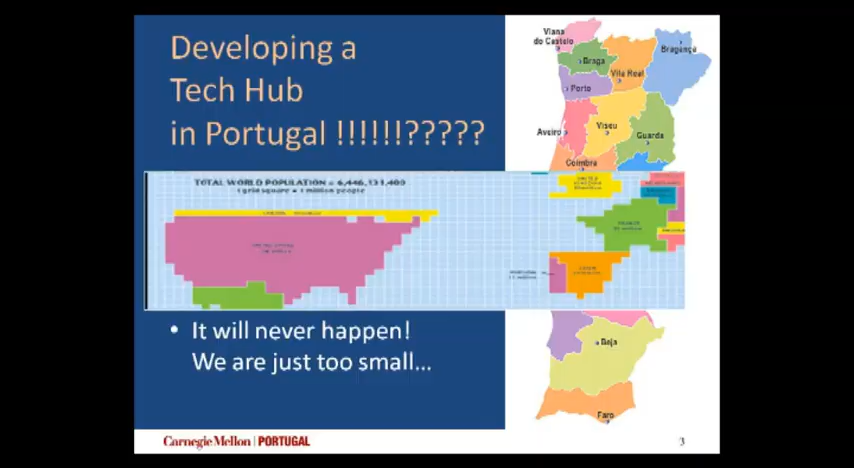 Developing a
Tech Hub
in Portugal !!!!!!?????
Viana
do Castelo
Bragança
Braga
Vila Real
Porto
Aveiro
Viseu
Guarda
Coimbra
TOTAL WORLD POPULATION = 6,446,131,400
1 grid square = 1 million people
• It will never happen!
We are just too small...
Beja
Faro
Carnegie Mellon | PORTUGAL
3